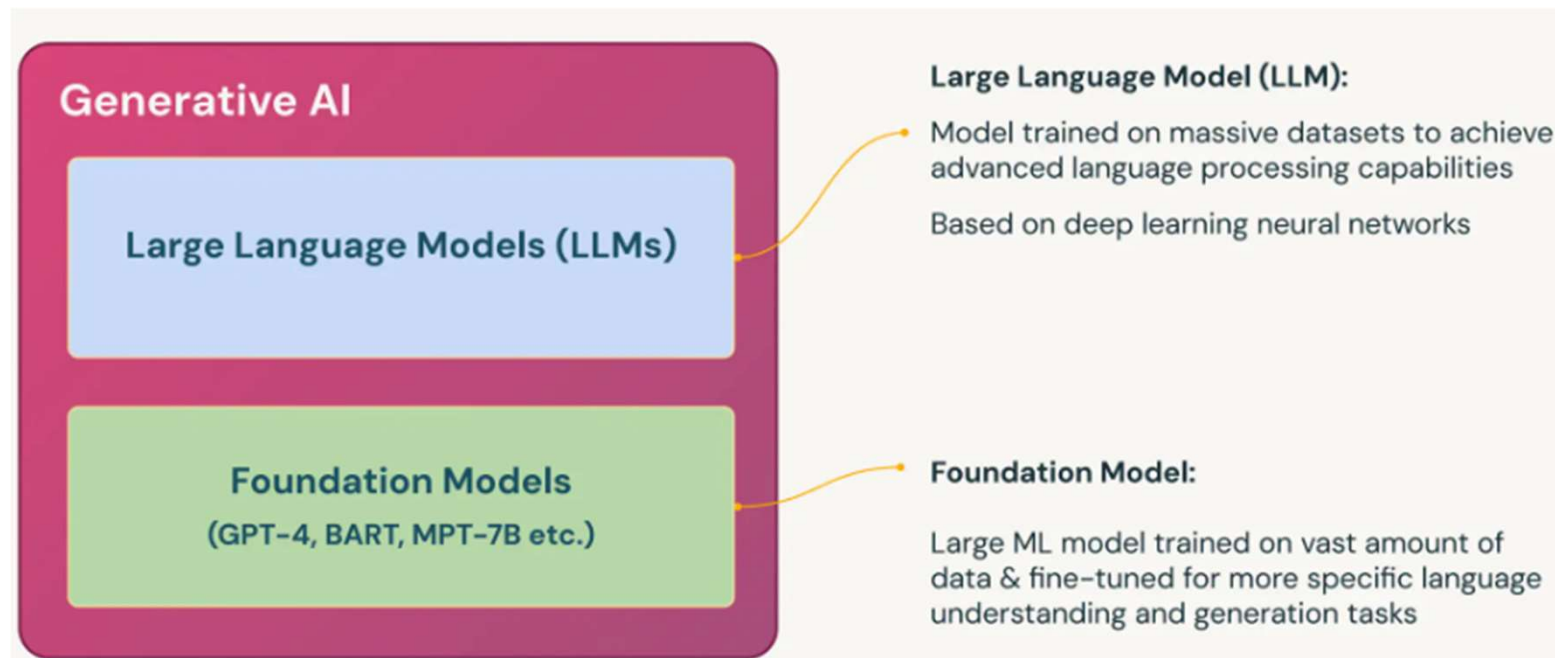 Generative AI
Large Language Models (LLMs)
Foundation Models
(GPT-4, BART, MPT-7B etc.)
Large Language Model (LLM):
Model trained on massive datasets to achieve
advanced language processing capabilities
Based on deep learning neural networks
Foundation Model:
Large ML model trained on vast amount of
data & fine-tuned for more specific language
understanding and generation tasks